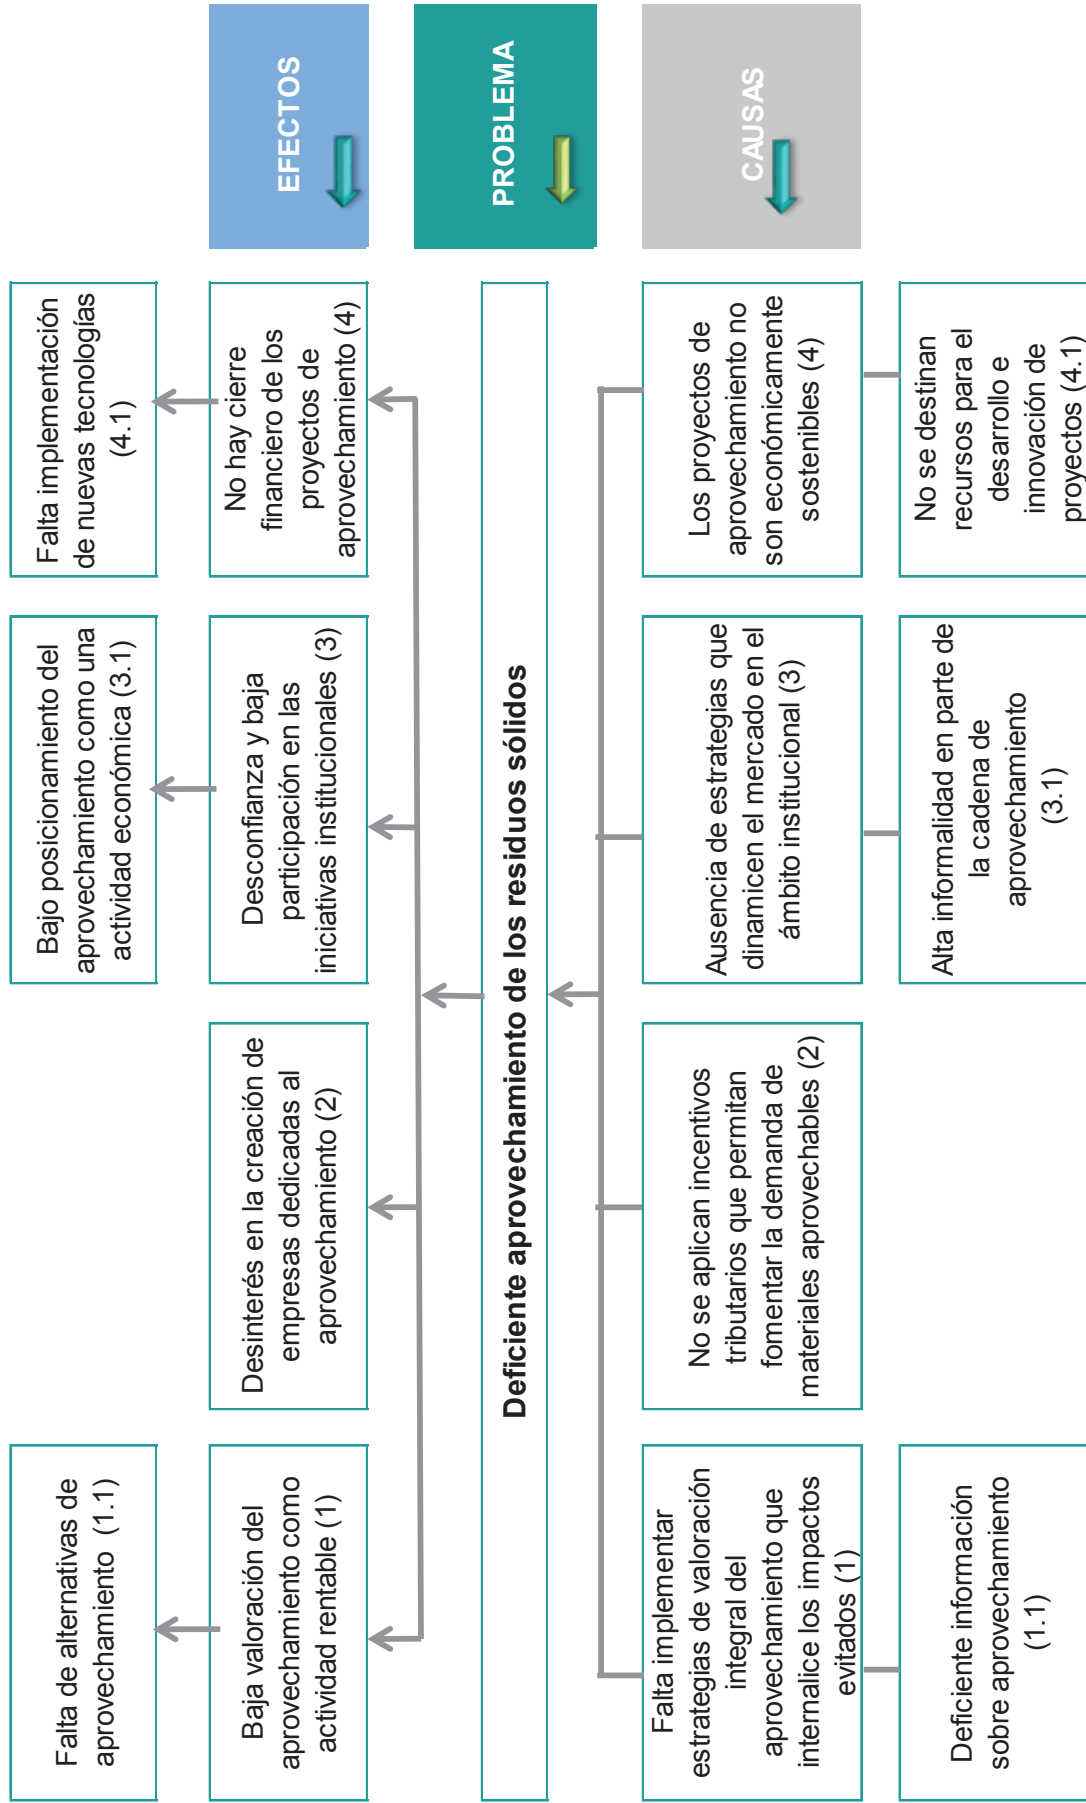 Falta de alternativas de
aprovechamiento (1.1)
Bajo posicionamiento del
aprovechamiento como una
actividad económica (3.1)
Falta implementación
de nuevas tecnologías
(4.1)
Baja valoración del
aprovechamiento como
actividad rentable (1)
Desinterés en la creación de
empresas dedicadas al
aprovechamiento (2)
Desconfianza y baja
participación en las
iniciativas institucionales (3)
No hay cierre
financiero de los
proyectos de
aprovechamiento (4)
EFECTOS
Deficiente aprovechamiento de los residuos sólidos
PROBLEMA
Falta implementar
estrategias de valoración
integral del
aprovechamiento que
internalice los impactos
evitados (1)
No se aplican incentivos
tributarios que permitan
fomentar la demanda de
materiales aprovechables (2)
Ausencia de estrategias que
dinamicen el mercado en el
ámbito institucional (3)
Los proyectos de
aprovechamiento no
son económicamente
sostenibles (4)
CAUSAS
Deficiente información
sobre aprovechamiento
(1.1)
Alta informalidad en parte de
la cadena de
aprovechamiento
(3.1)
No se destinan
recursos para el
desarrollo e
innovación de
proyectos (4.1)